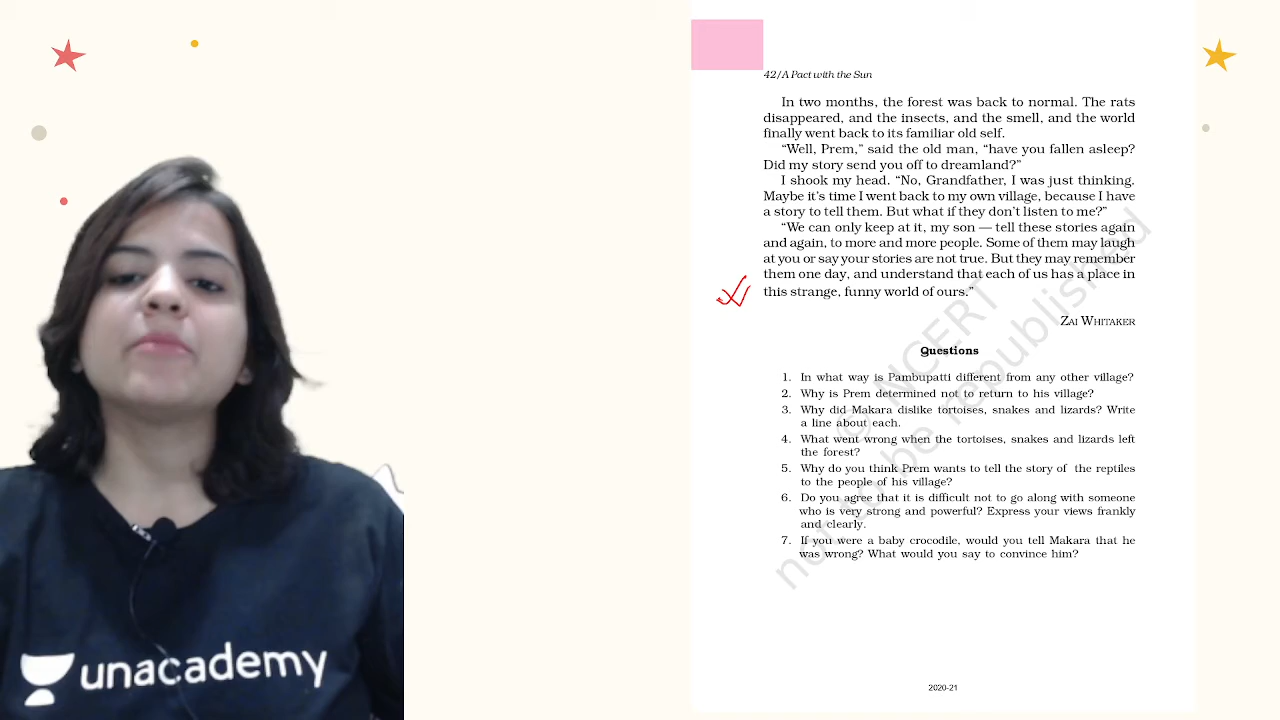 42/A Pact with the Sun
In two months, the forest was back to normal. The rats
disappeared, and the insects, and the smell, and the world
finally went back to its familiar old self.
“Well, Prem,” said the old man, “have you fallen asleep?
Did my story send you off to dreamland?”
I shook my head. “No, Grandfather, I was just thinking.
Maybe it’s time I went back to my own village, because I have
a story to tell them. But what if they don’t listen to me?”
“We can only keep at it, my son — tell these stories again
and again, to more and more people. Some of them may laugh
at you or say your stories are not true. But they may remember
them one day, and understand that each of us has a place in
this strange, funny world of ours.”
ZAI WHITAKER
Questions
1. In what way is Pambupatti different from any other village?
2. Why is Prem determined not to return to his village?
3. Why did Makara dislike tortoises, snakes and lizards? Write
a line about each.
4. What went wrong when the tortoises, snakes and lizards left
the forest?
5. Why do you think Prem wants to tell the story of the reptiles
to the people of his village?
6. Do you agree that it is difficult not to go along with someone
who is very strong and powerful? Express your views frankly
and clearly.
7. If you were a baby crocodile, would you tell Makara that he
was wrong? What would you say to convince him?
© NCERT
not to be republished
2020-21
unacademy